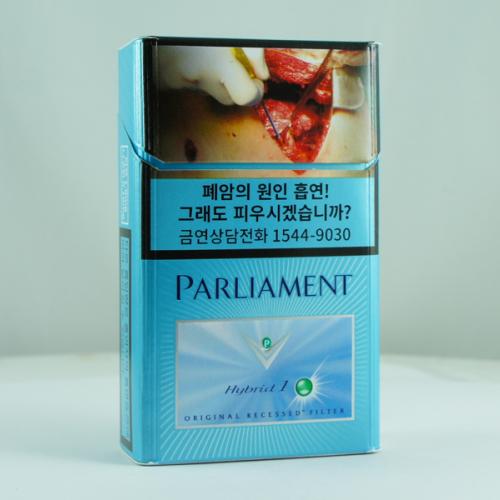 폐암의 원인 흡연!
그래도 피우시겠습니까?
금연상담전화 1544-9030
PARLIAMENT
P
Hybrid 1
ORIGINAL RECESSED™ FILTER